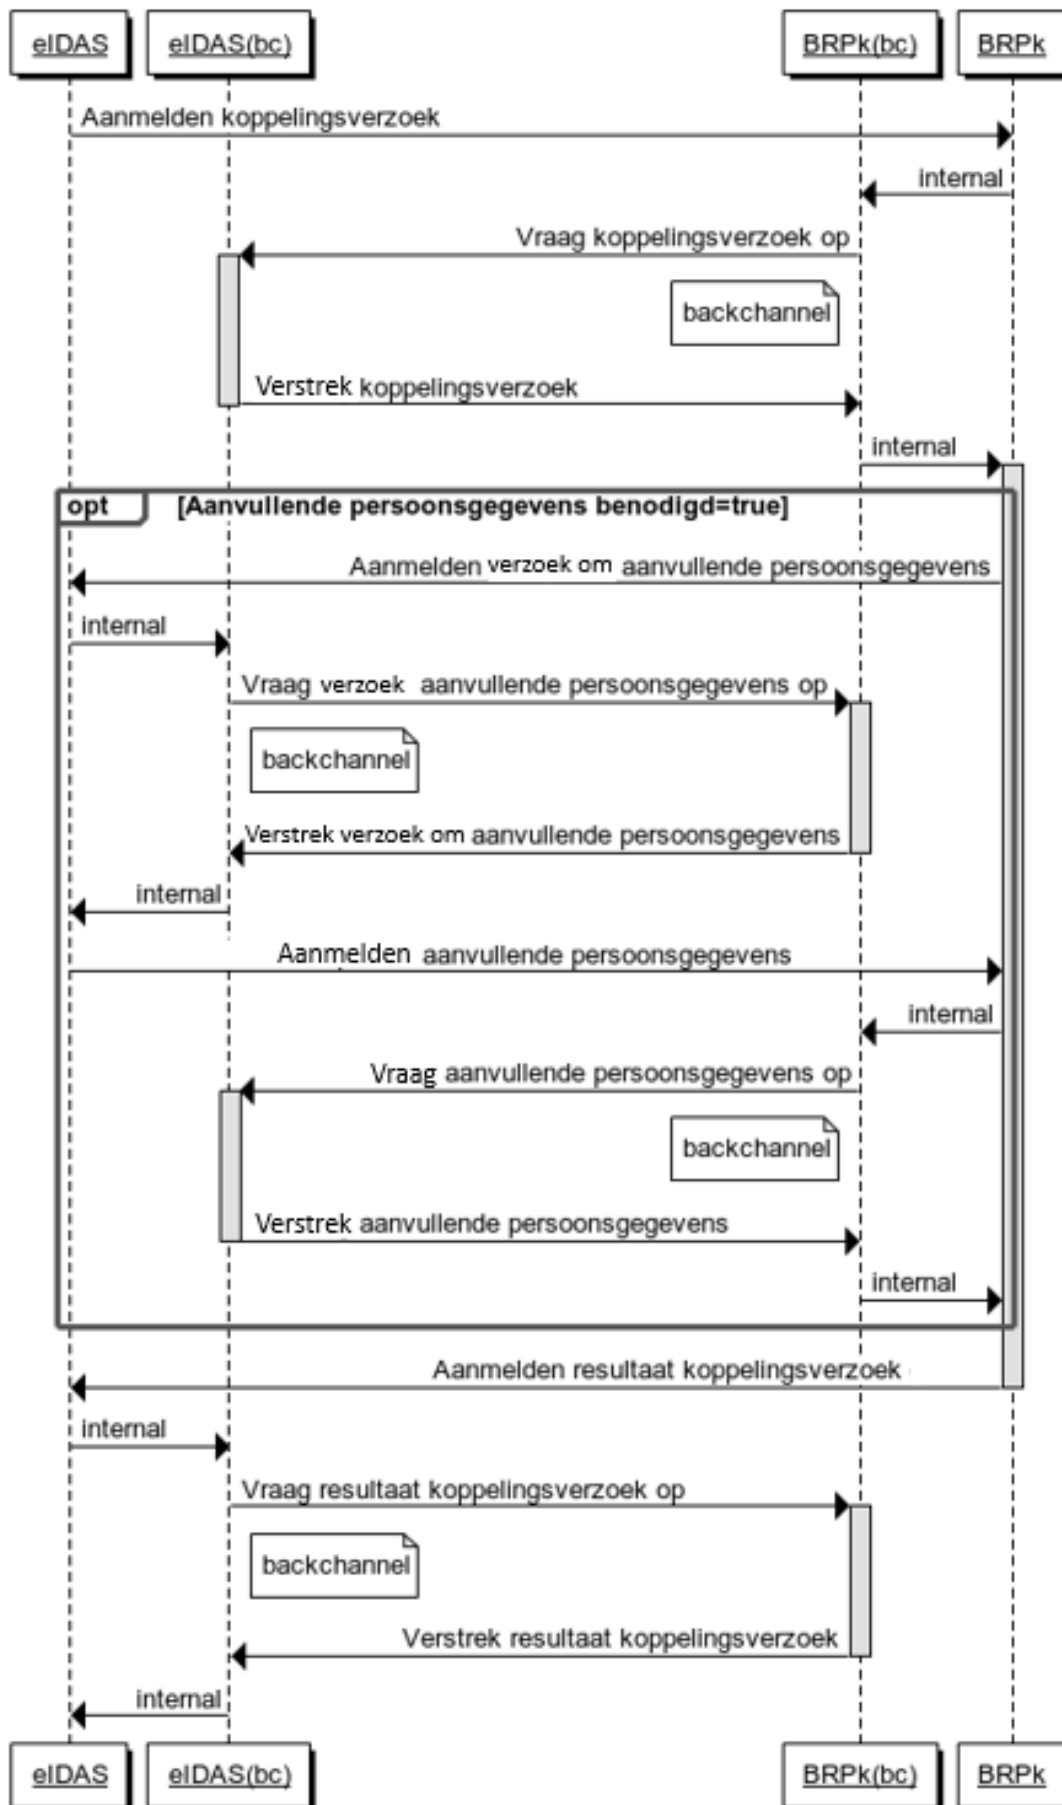 eIDAS eIDAS(bc) BRPk(bc) BRPk
Aanmelden koppelingsverzoek
internal
Vraag koppelingsverzoek op
backchannel
Verstrek koppelingsverzoek
internal
opt [Aanvullende persoonsgegevens benodigd=true]
Aanmelden verzoek om aanvullende persoonsgegevens
internal
Vraag verzoek aanvullende persoonsgegevens op
backchannel
Verstrek verzoek om aanvullende persoonsgegevens
internal
Aanmelden aanvullende persoonsgegevens
internal
Vraag aanvullende persoonsgegevens op
backchannel
Verstrek aanvullende persoonsgegevens
internal
Aanmelden resultaat koppelingsverzoek
internal
Vraag resultaat koppelingsverzoek op
backchannel
Verstrek resultaat koppelingsverzoek
internal
eIDAS eIDAS(bc) BRPk(bc) BRPk